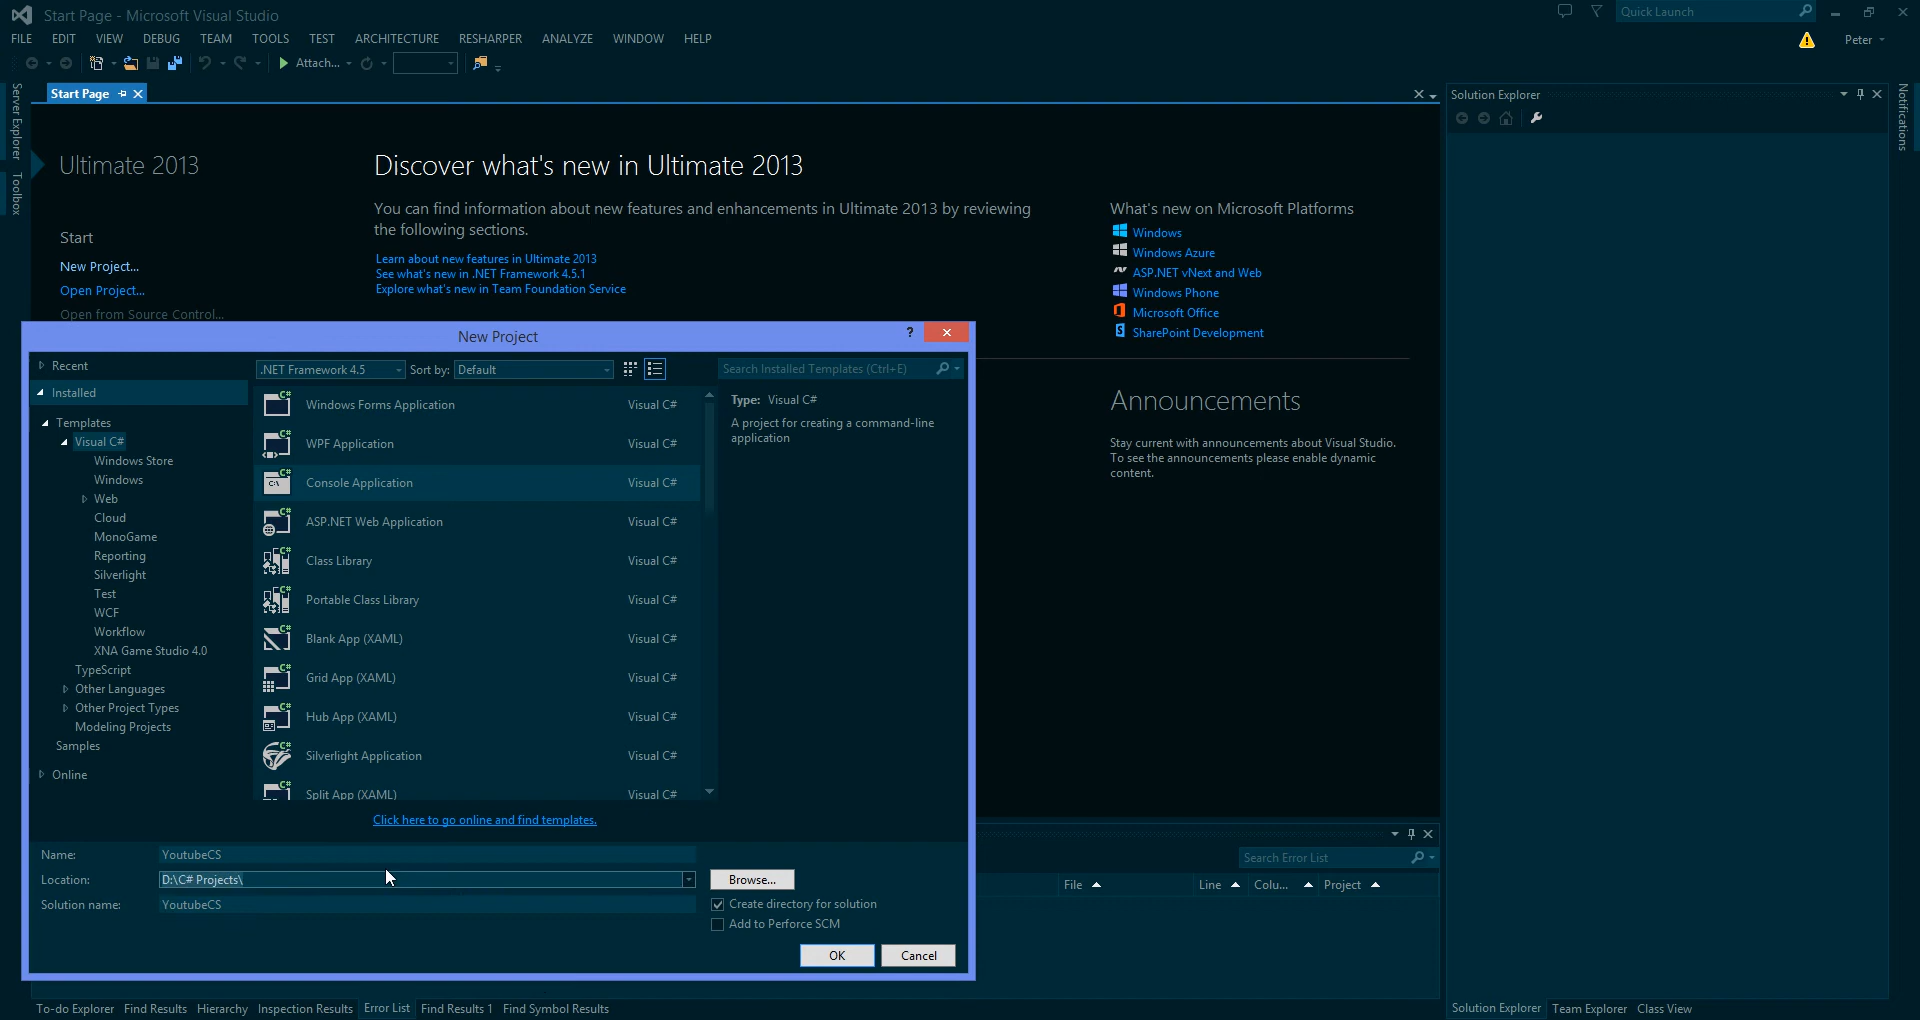 Start Page - Microsoft Visual Studio
Quick Launch
FILE EDIT VIEW DEBUG TEAM TOOLS TEST ARCHITECTURE RESHARPER ANALYZE WINDOW HELP
Peter
Attach...
Server Explorer
Toolbox
Start Page
Ultimate 2013
Start
New Project...
Open Project...
Open from Source Control...
Discover what's new in Ultimate 2013
You can find information about new features and enhancements in Ultimate 2013 by reviewing
the following sections.
Learn about new features in Ultimate 2013
See what's new in .NET Framework 4.5.1
Explore what's new in Team Foundation Service
What's new on Microsoft Platforms
Windows
Windows Azure
ASP.NET vNext and Web
Windows Phone
Microsoft Office
SharePoint Development
Announcements
Stay current with announcements about Visual Studio.
To see the announcements please enable dynamic
content.
Solution Explorer
Notifications
New Project
?
Recent
Installed
Templates
Visual C#
Windows Store
Windows
Web
Cloud
MonoGame
Reporting
Silverlight
Test
WCF
Workflow
XNA Game Studio 4.0
TypeScript
Other Languages
Other Project Types
Modeling Projects
Samples
Online
.NET Framework 4.5
Sort by: Default
Search Installed Templates (Ctrl+E)
Windows Forms Application Visual C#
WPF Application Visual C#
Console Application Visual C#
ASP.NET Web Application Visual C#
Class Library Visual C#
Portable Class Library Visual C#
Blank App (XAML) Visual C#
Grid App (XAML) Visual C#
Hub App (XAML) Visual C#
Silverlight Application Visual C#
Split App (XAML) Visual C#
Type: Visual C#
A project for creating a command-line
application
Click here to go online and find templates.
Name: YoutubeCS
Location: D:\C# Projects\
Browse...
Solution name: YoutubeCS
Create directory for solution
Add to Perforce SCM
OK Cancel
Search Error List
File Line Colu... Project
To-do Explorer Find Results Hierarchy Inspection Results Error List Find Results 1 Find Symbol Results
Solution Explorer Team Explorer Class View